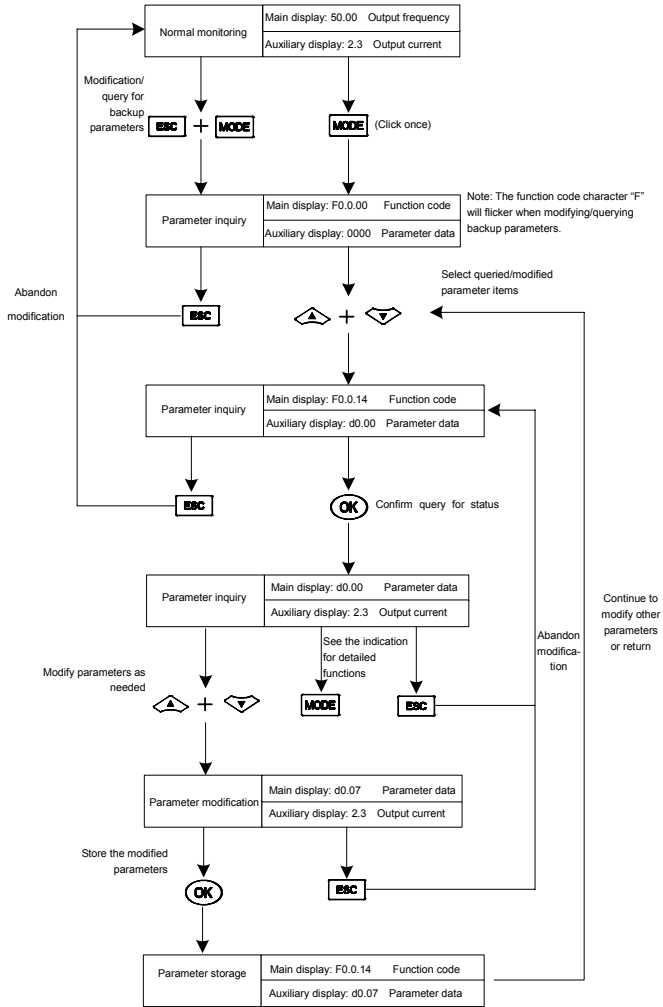 Normal monitoring
Main display: 50.00 Output frequency
Auxiliary display: 2.3 Output current
Modification/
query for
backup
parameters
ESC + MODE
MODE (Click once)
Parameter inquiry
Main display: F0.0.00 Function code
Auxiliary display: 0000 Parameter data
Note: The function code character "F"
will flicker when modifying/querying
backup parameters.
Abandon
modification
ESC
+
Select queried/modified
parameter items
Parameter inquiry
Main display: F0.0.14 Function code
Auxiliary display: d0.00 Parameter data
ESC
OK Confirm query for status
Parameter inquiry
Main display: d0.00 Parameter data
Auxiliary display: 2.3 Output current
Modify parameters as
needed
+
See the indication
for detailed
functions
MODE
ESC
Abandon
modifica-
tion
Continue to
modify other
parameters
or return
Parameter modification
Main display: d0.07 Parameter data
Auxiliary display: 2.3 Output current
Store the modified
parameters
OK
ESC
Parameter storage
Main display: F0.0.14 Function code
Auxiliary display: d0.07 Parameter data